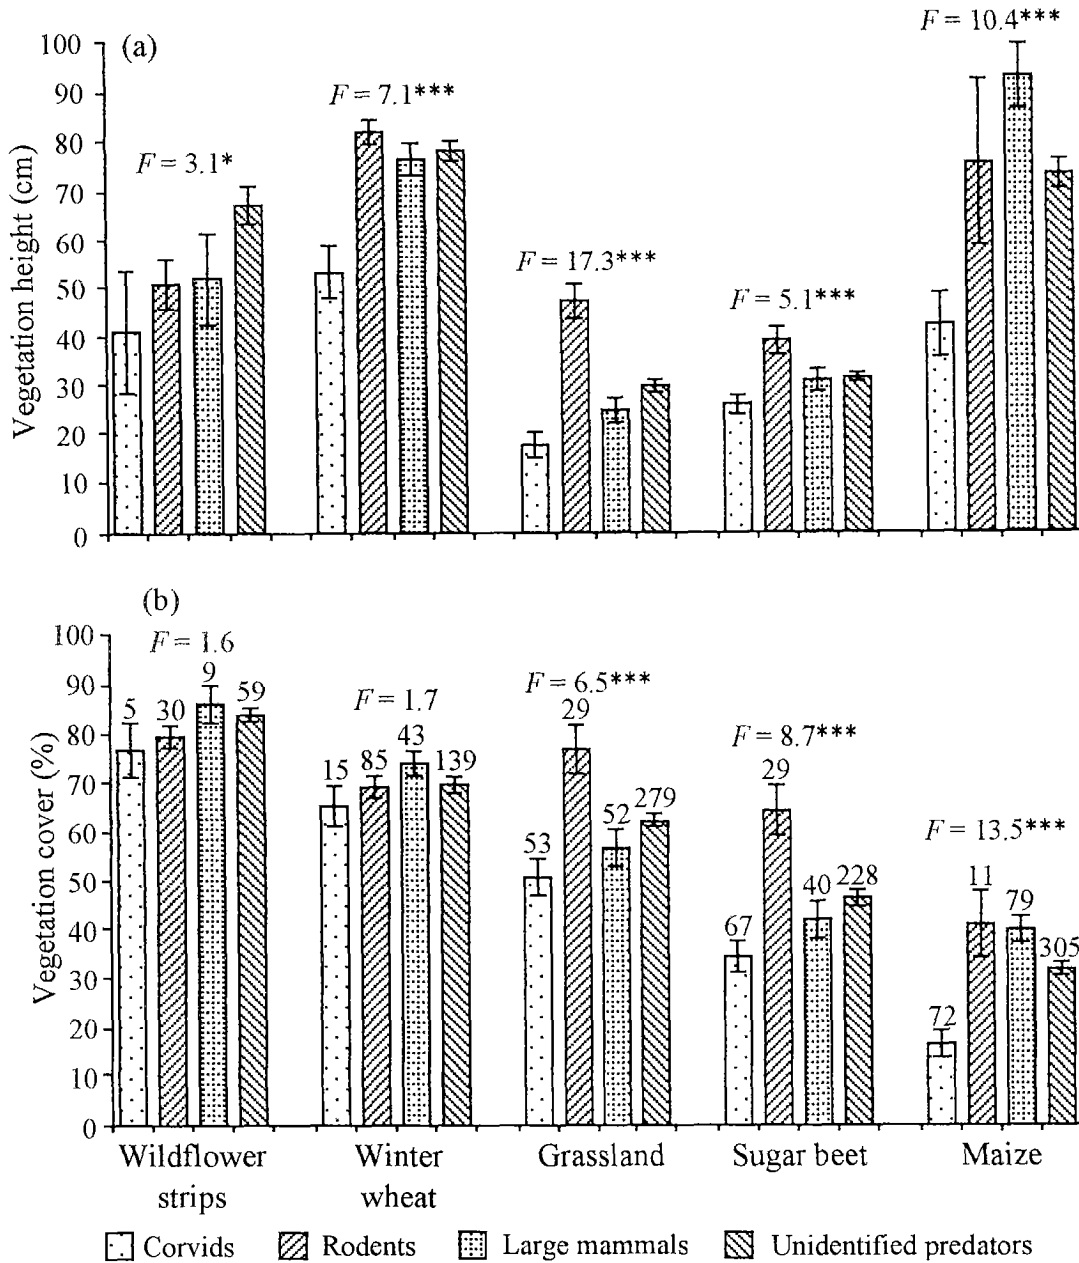 (a)
F = 3.1*
F = 7.1***
F = 17.3***
F = 5.1***
F = 10.4***
Vegetation height (cm)
100
90
80
70
60
50
40
30
20
10
0
(b)
F = 1.6
F = 1.7
F = 6.5***
F = 8.7***
F = 13.5***
Vegetation cover (%)
100
90
80
70
60
50
40
30
20
10
0
5 30 9 59
15 85 43 139
53 29 52 279
67 29 40 228
72 11 79 305
Wildflower strips
Winter wheat
Grassland
Sugar beet
Maize
Corvids
Rodents
Large mammals
Unidentified predators